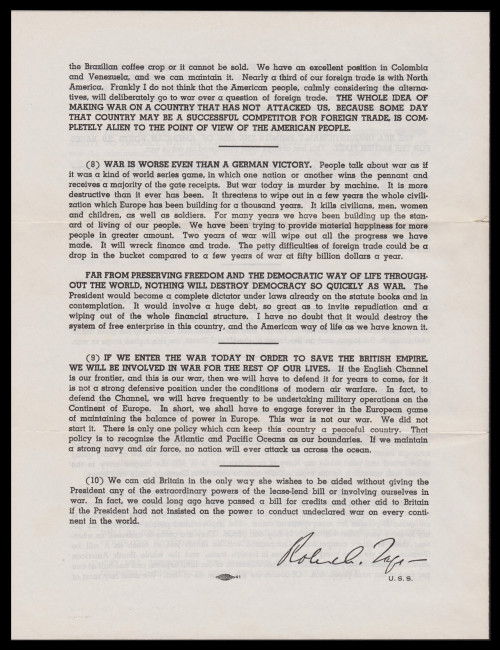 the Brazilian coffee crop or it cannot be sold. We have an excellent position in Colombia
and Venezuela, and we can maintain it. Nearly a third of our foreign trade is with North
America. Frankly I do not think that the American people, calmly considering the alterna-
tives, will deliberately go to war over a question of foreign trade. THE WHOLE IDEA OF
MAKING WAR ON A COUNTRY THAT HAS NOT ATTACKED US, BECAUSE SOME DAY
THAT COUNTRY MAY BE A SUCCESSFUL COMPETITOR FOR FOREIGN TRADE, IS COM-
PLETELY ALIEN TO THE POINT OF VIEW OF THE AMERICAN PEOPLE.
(8) WAR IS WORSE EVEN THAN A GERMAN VICTORY. People talk about war as if
it was a kind of world series game, in which one nation or another wins the pennant and
receives a majority of the gate receipts. But war today is murder by machine. It is more
destructive than it ever has been. It threatens to wipe out in a few years the whole civili-
zation which Europe has been building for a thousand years. It kills civilians, men, women
and children, as well as soldiers. For many years we have been building up the stan-
ard of living of our people. We have been trying to provide material happiness for more
people in greater amount. Two years of war will wipe out all the progress we have
made. It will wreck finance and trade. The petty difficulties of foreign trade could be a
drop in the bucket compared to a few years of war at fifty billion dollars a year.
FAR FROM PRESERVING FREEDOM AND THE DEMOCRATIC WAY OF LIFE THROUGH-
OUT THE WORLD, NOTHING WILL DESTROY DEMOCRACY SO QUICKLY AS WAR. The
President would become a complete dictator under laws already on the statute books and in
contemplation. It would involve a huge debt, so great as to invite repudiation and a
wiping out of the whole financial structure. I have no doubt that it would destroy the
system of free enterprise in this country, and the American way of life as we have known it.
(9) IF WE ENTER THE WAR TODAY IN ORDER TO SAVE THE BRITISH EMPIRE,
WE WILL BE INVOLVED IN WAR FOR THE REST OF OUR LIVES. If the English Channel
is our frontier, and this is our war, then we will have to defend it for years to come, for it
is not a strong defensive position under the conditions of modern air warfare. In fact, to
defend the Channel, we will have frequently to be undertaking military operations on the
Continent of Europe. In short, we shall have to engage forever in the European game
of maintaining the balance of power in Europe. This war is not our war. We did not
start it. There is only one policy which can keep this country a peaceful country. That
policy is to recognize the Atlantic and Pacific Oceans as our boundaries. If we maintain
a strong navy and air force, no nation will ever attack us across the ocean.
(10) We can aid Britain in the only way she wishes to be aided without giving the
President any of the extraordinary powers of the lease-lend bill or involving ourselves in
war. In fact, we could long ago have passed a bill for credits and other aid to Britain
if the President had not insisted on the power to conduct undeclared war on every conti-
nent in the world.
Robert A. Taft
U. S. S.